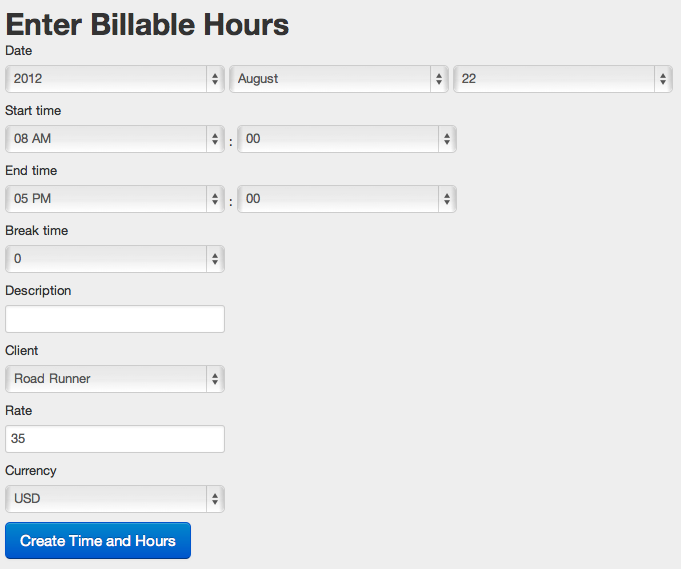 Enter Billable Hours
Date
2012 August 22
Start time
08 AM : 00
End time
05 PM : 00
Break time
0
Description
Client
Road Runner
Rate
35
Currency
USD
Create Time and Hours